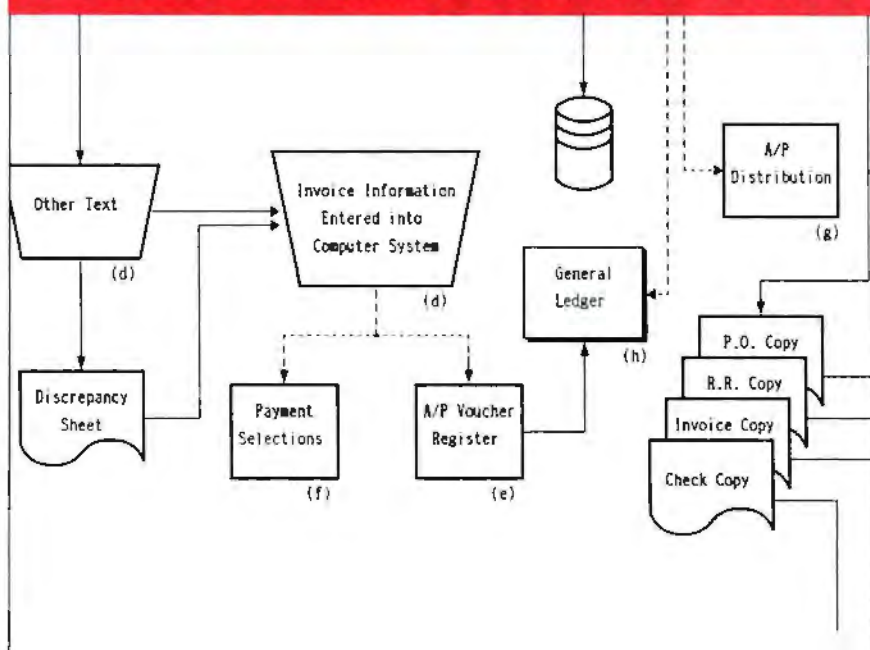 Other Text
(d)
Invoice Information
Entered into
Computer System
(d)
A/P
Distribution
(g)
General
Ledger
(h)
P.O. Copy
R.R. Copy
Invoice Copy
Check Copy
Discrepancy
Sheet
Payment
Selections
(f)
A/P Voucher
Register
(e)